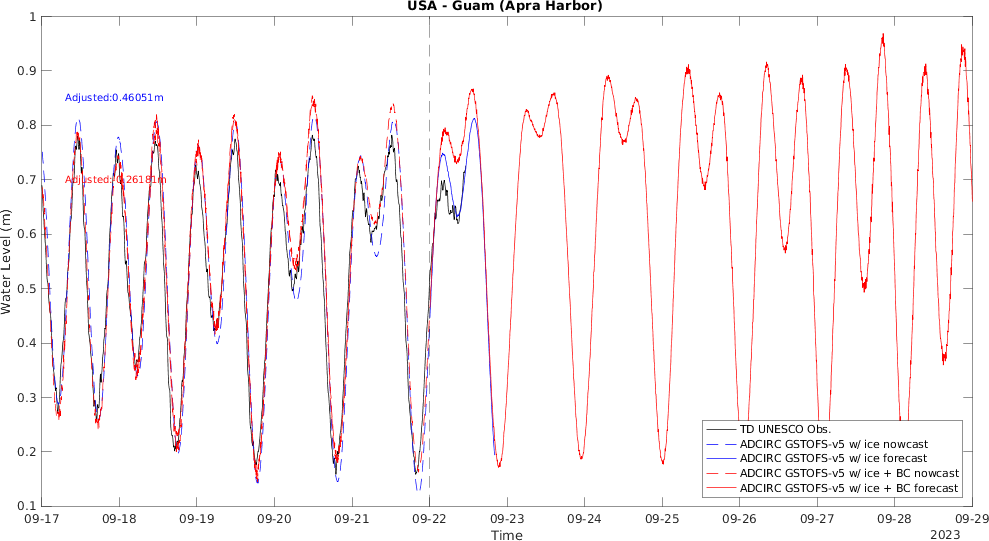 USA - Guam (Apra Harbor)
1
0.9
0.8
0.7
0.6
0.5
0.4
0.3
0.2
0.1
Water Level (m)
Adjusted:0.46051m
Adjusted:-0.26181m
TD UNESCO Obs.
ADCIRC GSTOFS-v5 w/ ice nowcast
ADCIRC GSTOFS-v5 w/ ice forecast
ADCIRC GSTOFS-v5 w/ ice + BC nowcast
ADCIRC GSTOFS-v5 w/ ice + BC forecast
09-17 09-18 09-19 09-20 09-21 09-22 09-23 09-24 09-25 09-26 09-27 09-28 09-29
Time
2023